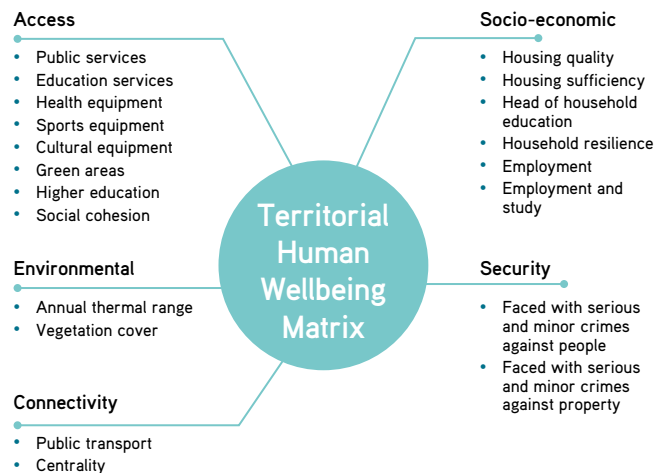 Access
• Public services
• Education services
• Health equipment
• Sports equipment
• Cultural equipment
• Green areas
• Higher education
• Social cohesion
Environmental
• Annual thermal range
• Vegetation cover
Connectivity
• Public transport
• Centrality
Territorial
Human
Wellbeing
Matrix
Socio-economic
• Housing quality
• Housing sufficiency
• Head of household
education
• Household resilience
• Employment
• Employment and
study
Security
• Faced with serious
and minor crimes
against people
• Faced with serious
and minor crimes
against property